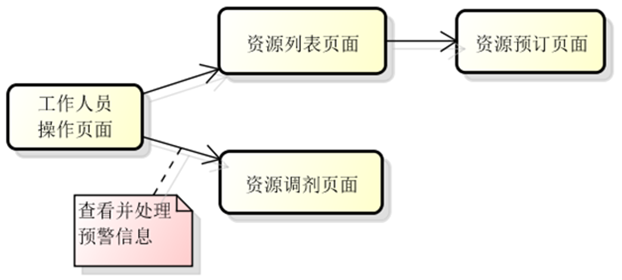 资源列表页面
资源预订页面
工作人员
操作页面
资源调剂页面
查看并处理
预警信息